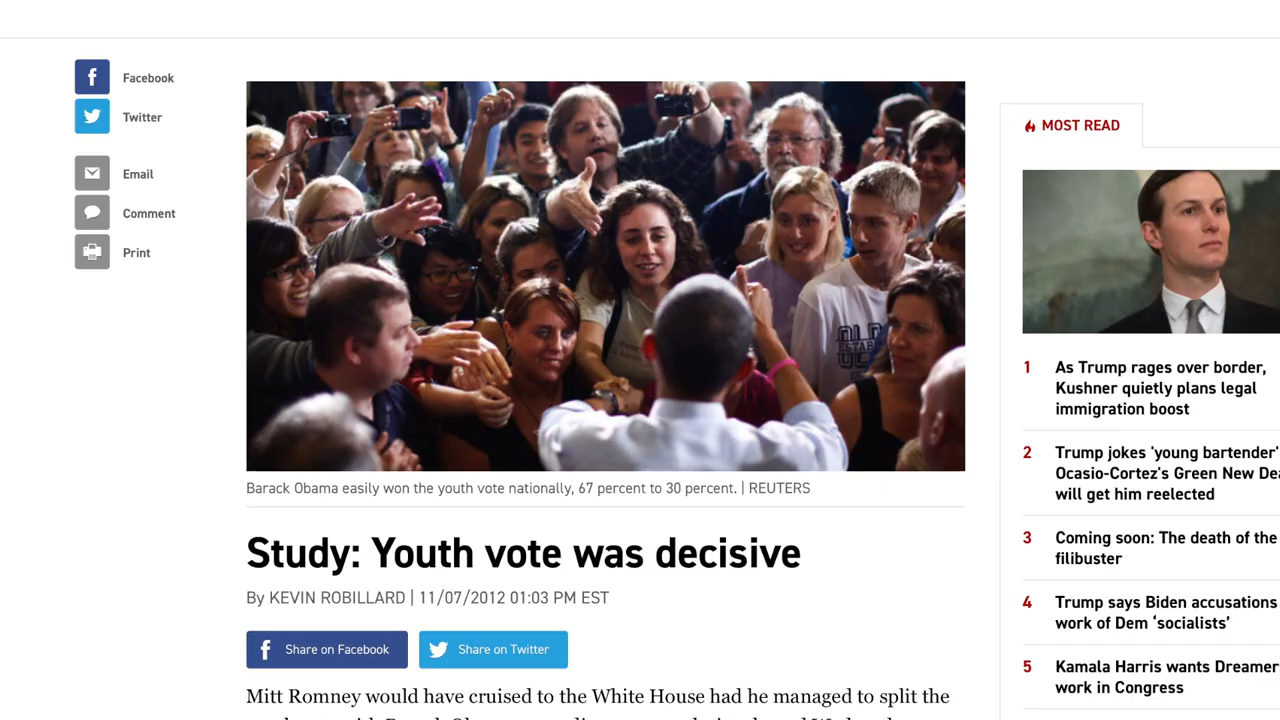 Facebook
Twitter
Email
Comment
Print
Barack Obama easily won the youth vote nationally, 67 percent to 30 percent. | REUTERS
Study: Youth vote was decisive
By KEVIN ROBILLARD | 11/07/2012 01:03 PM EST
Share on Facebook
Share on Twitter
Mitt Romney would have cruised to the White House had he managed to split the
MOST READ
1 As Trump rages over border,
Kushner quietly plans legal
immigration boost
2 Trump jokes 'young bartender'
Ocasio-Cortez's Green New
will get him reelected
3 Coming soon: The death of the
filibuster
4 Trump says Biden accusations
work of Dem ‘socialists’
5 Kamala Harris wants
work in Congress